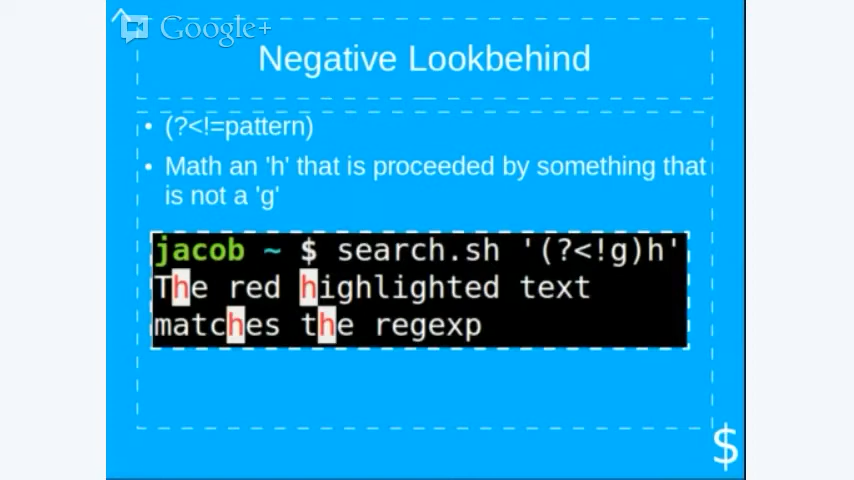 Google+
Negative Lookbehind
• (?<!=pattern)
• Math an 'h' that is proceeded by something that
is not a 'g'
jacob ~ $ search.sh '(?<!g)h'
The red highlighted text
matches the regexp
$